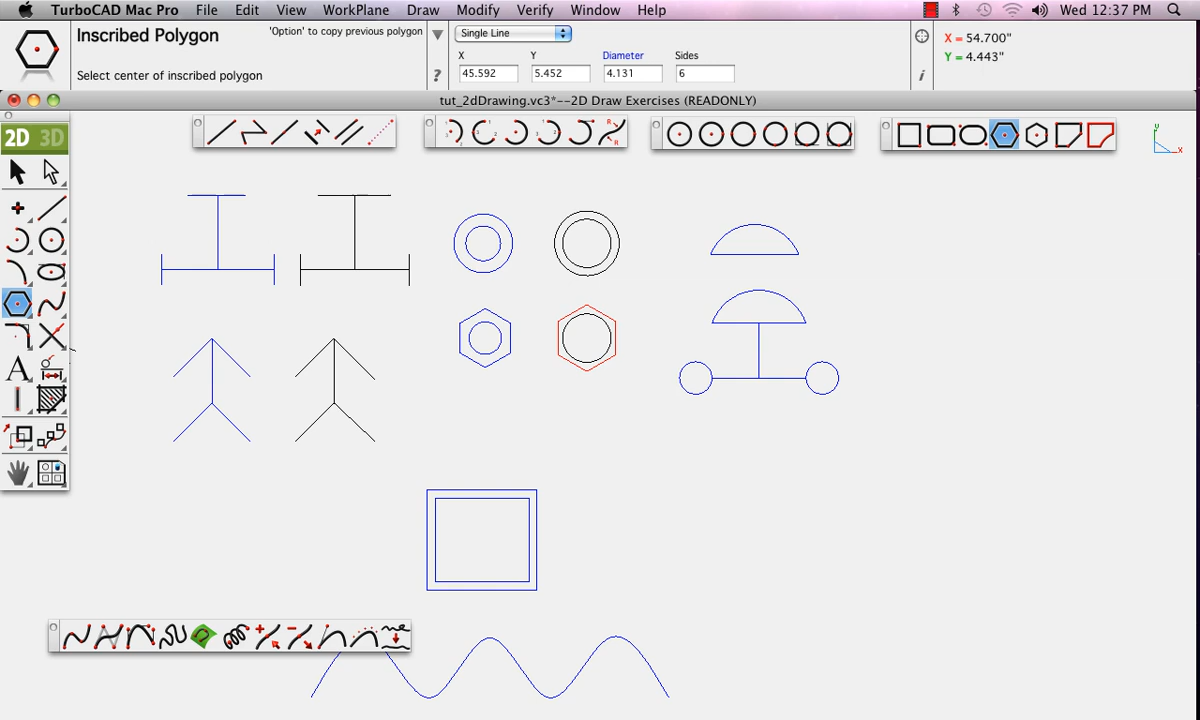 TurboCAD Mac Pro File Edit View WorkPlane Draw Modify Verify Window Help Wed 12:37 PM
Inscribed Polygon
'Option' to copy previous polygon
Select center of inscribed polygon
?
Single Line
X Y Diameter Sides
45.592 5.452 4.131 6
i
X = 54.700"
Y = 4.443"
tut_2dDrawing.vc3*--2D Draw Exercises (READONLY)
2D 3D
A
y
x